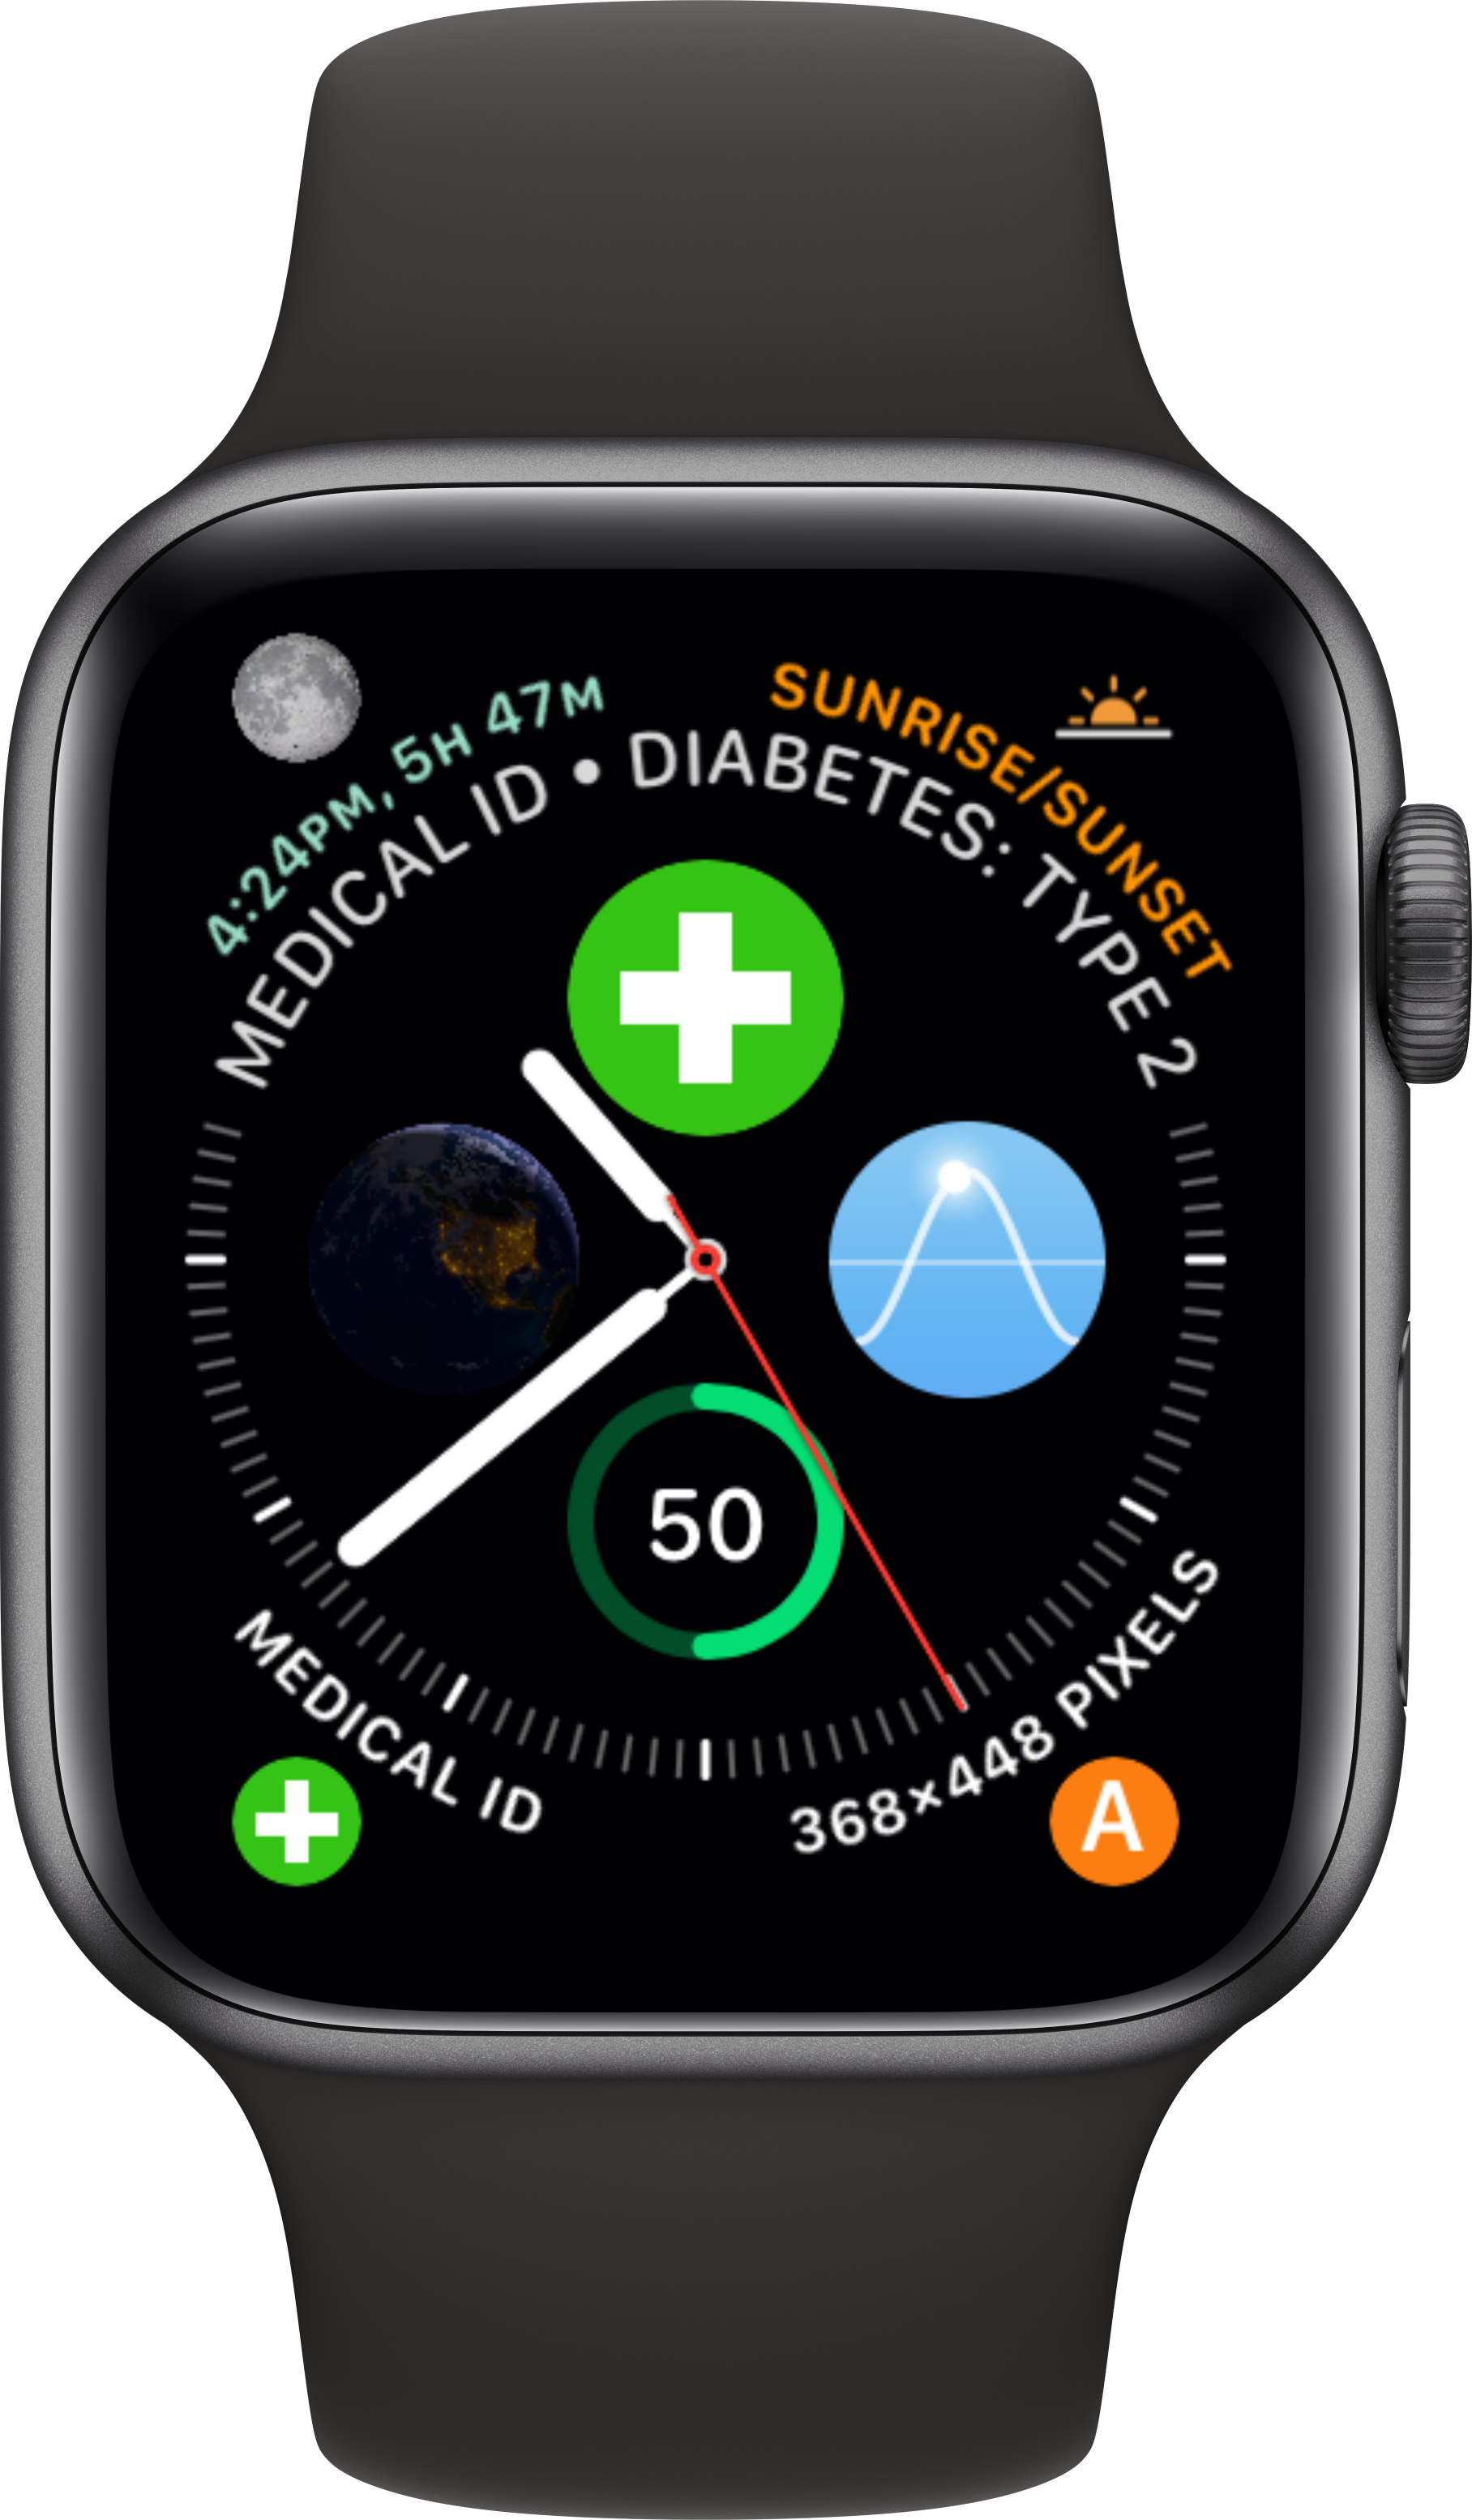 4:24PM, 5H 47M
SUNRISE/SUNSET
MEDICAL ID • DIABETES: TYPE 2
50
MEDICAL ID
368×448 PIXELS
A